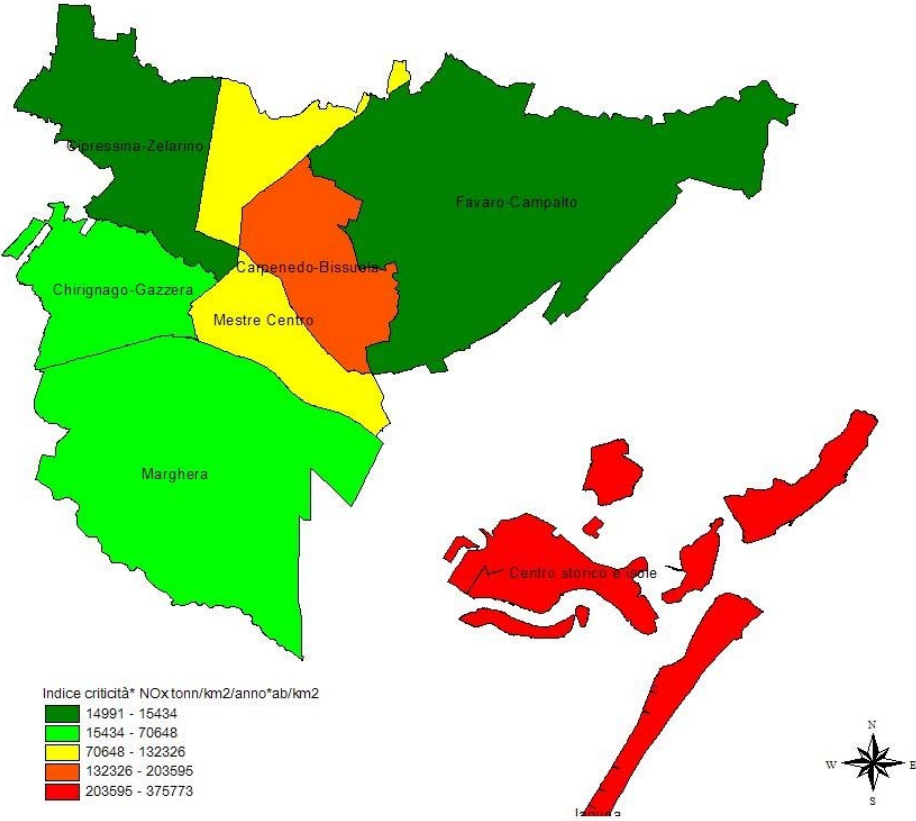 Cipressina-Zelarino
Favaro-Campalto
Carpenedo-Bissuola
Chirignago-Gazzera
Mestre Centro
Marghera
Centro storico e isole
Indice criticità* NOx tonn/km2/anno*ab/km2
14991 - 15434
15434 - 70648
70648 - 132326
132326 - 203595
203595 - 375773
N
W E
S
laguna